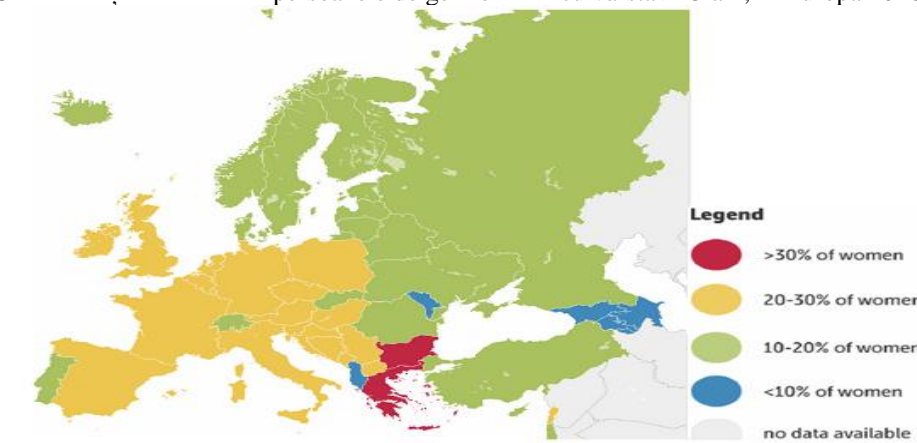 Legend
>30% of women
20-30% of women
10-20% of women
<10% of women
no data available